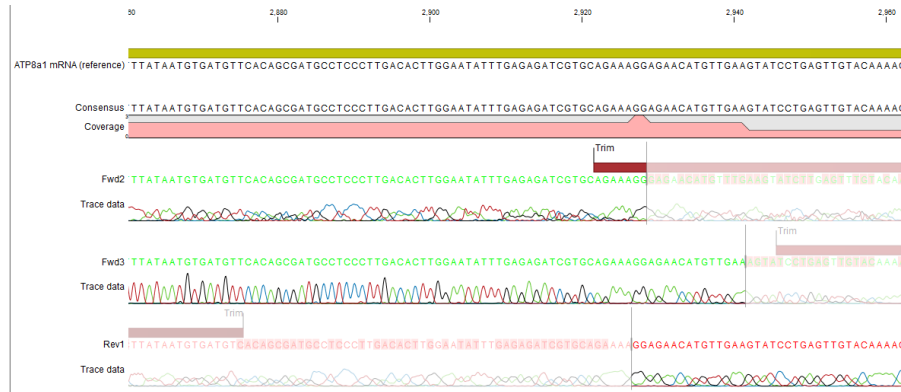 2,880 2,900 2,920 2,940 2,960
ATP8a1 mRNA (reference) TTATAATGTGATGTTCACAGCGATGCCTCCCTTGACACTTGGAATATTTGAGAGATCGTGCAGAAAGGAGAACATGTTGAAGTATCCTGAGTTGTACAAAAC
Consensus TTATAATGTGATGTTCACAGCGATGCCTCCCTTGACACTTGGAATATTTGAGAGATCGTGCAGAAAGGAGAACATGTTGAAGTATCCTGAGTTGTACAAAAC
Coverage
Trim
Fwd2 TTATAATGTGATGTTCACAGCGATGCCTCCCTTGACACTTGGAATATTTGAGAGATCGTGCAGAAAGG
Trace data
Trim
Fwd3 TTATAATGTGATGTTCACAGCGATGCCTCCCTTGACACTTGGAATATTTGAGAGATCGTGCAGAAAGGAGAACATGTTGAA
Trace data
Trim
Rev1 GGAGAACATGTTGAAGTATCCTGAGTTGTACAAAAC
Trace data